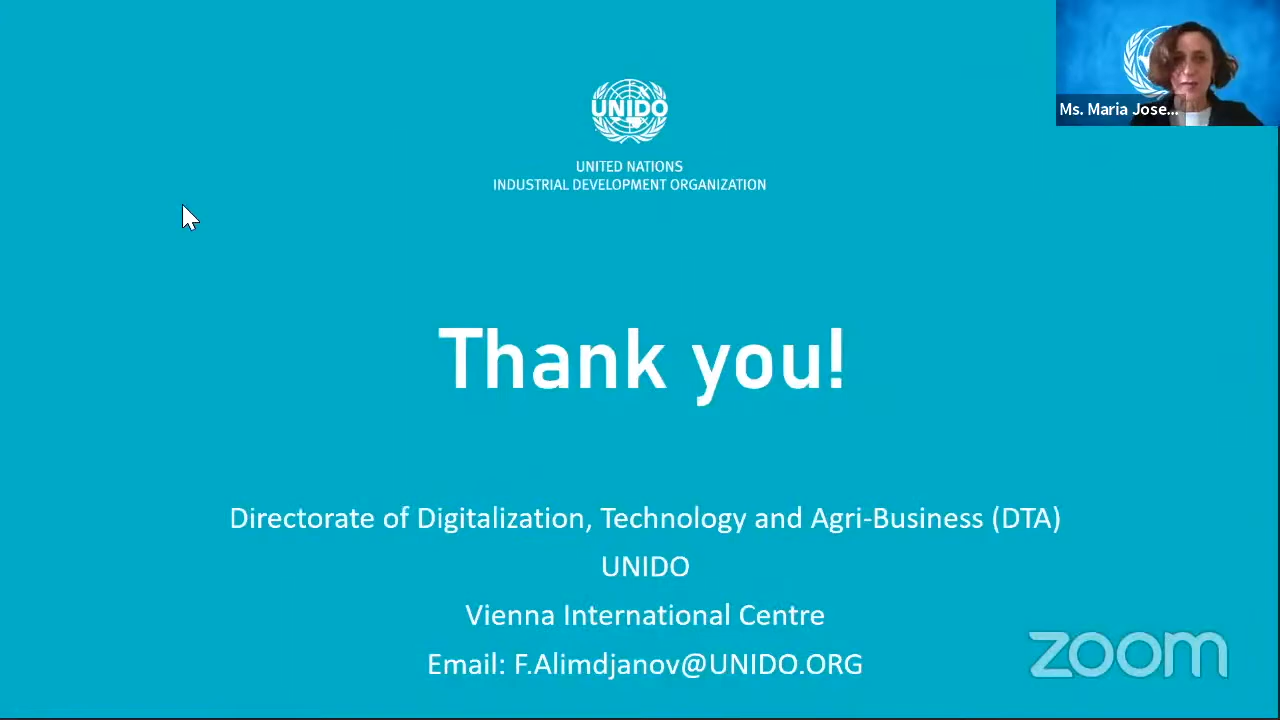 Ms. Maria Jose...
UNIDO
UNITED NATIONS
INDUSTRIAL DEVELOPMENT ORGANIZATION
Thank you!
Directorate of Digitalization, Technology and Agri-Business (DTA)
UNIDO
Vienna International Centre
Email: F.Alimdjanov@UNIDO.ORG
zoom